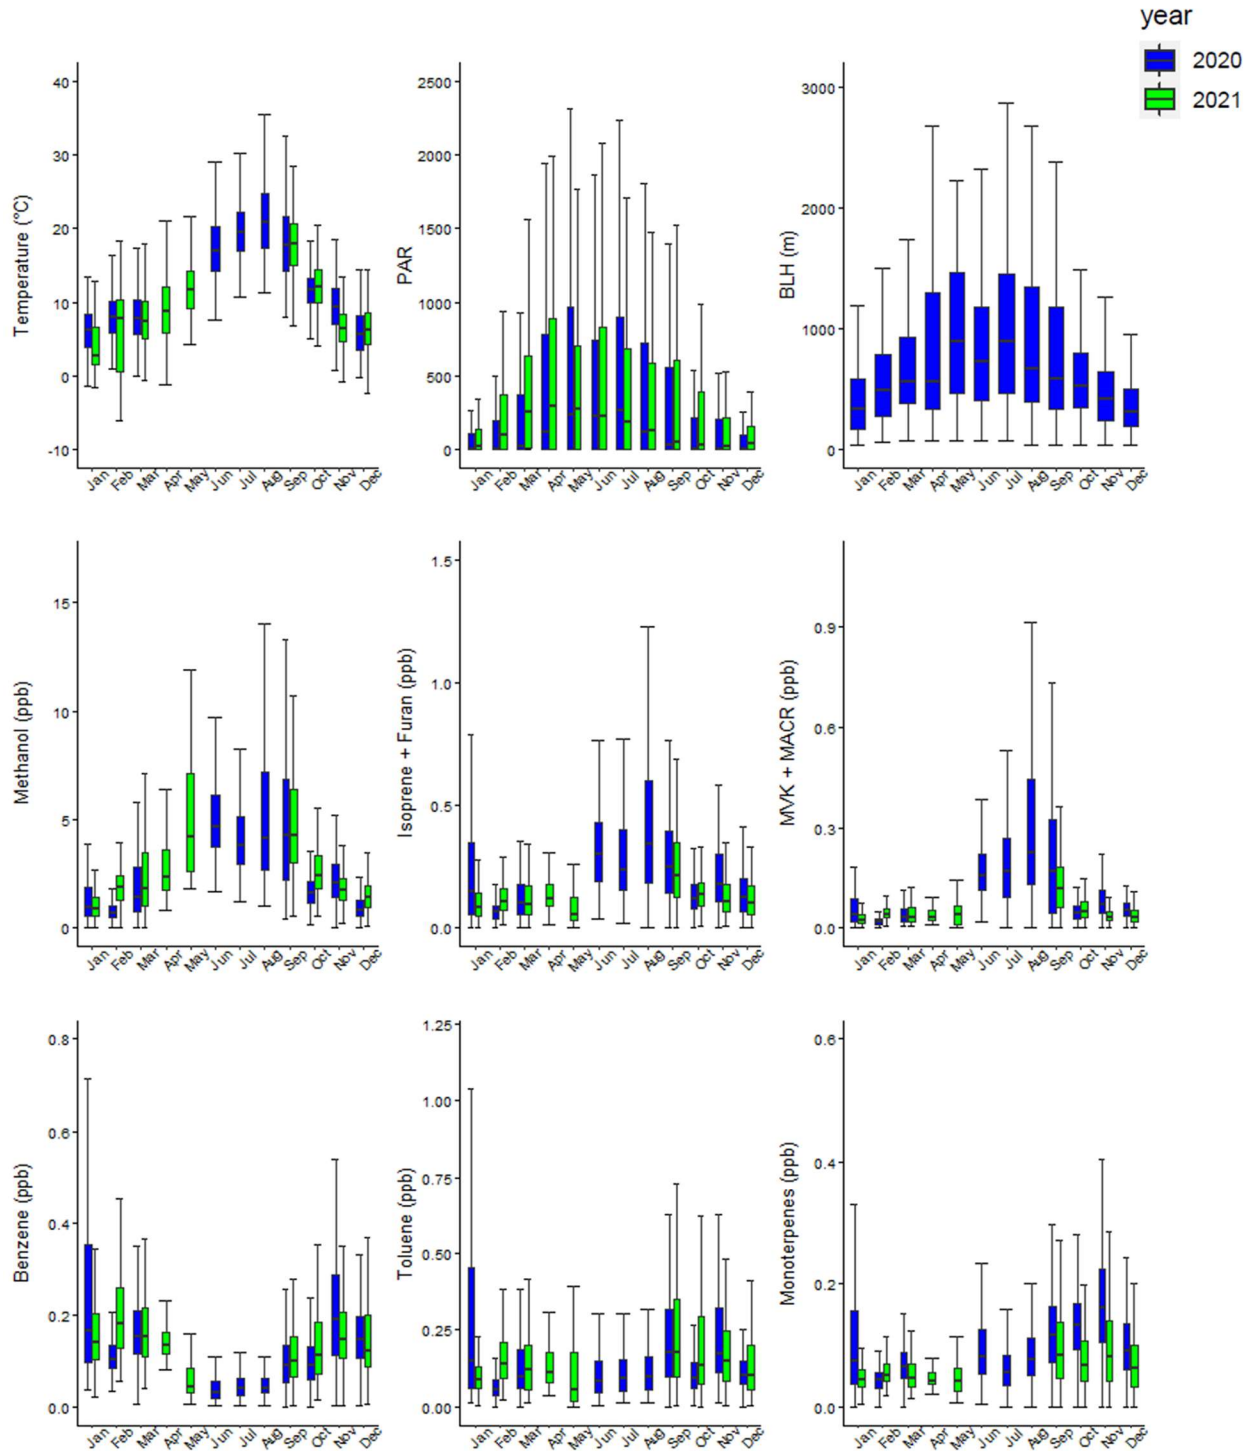 year
2020
2021
Temperature (°C)
40
30
20
10
0
-10
Jan Feb Mar Apr May Jun Jul Aug Sep Oct Nov Dec
PAR
2500
2000
1500
1000
500
0
Jan Feb Mar Apr May Jun Jul Aug Sep Oct Nov Dec
BLH (m)
3000
2000
1000
0
Jan Feb Mar Apr May Jun Jul Aug Sep Oct Nov Dec
Methanol (ppb)
15
10
5
0
Jan Feb Mar Apr May Jun Jul Aug Sep Oct Nov Dec
Isoprene + Furan (ppb)
1.5
1.0
0.5
0.0
Jan Feb Mar Apr May Jun Jul Aug Sep Oct Nov Dec
MVK + MACR (ppb)
0.9
0.6
0.3
0.0
Jan Feb Mar Apr May Jun Jul Aug Sep Oct Nov Dec
Benzene (ppb)
0.8
0.6
0.4
0.2
0.0
Jan Feb Mar Apr May Jun Jul Aug Sep Oct Nov Dec
Toluene (ppb)
1.25
1.00
0.75
0.50
0.25
0.00
Jan Feb Mar Apr May Jun Jul Aug Sep Oct Nov Dec
Monoterpenes (ppb)
0.6
0.4
0.2
0.0
Jan Feb Mar Apr May Jun Jul Aug Sep Oct Nov Dec